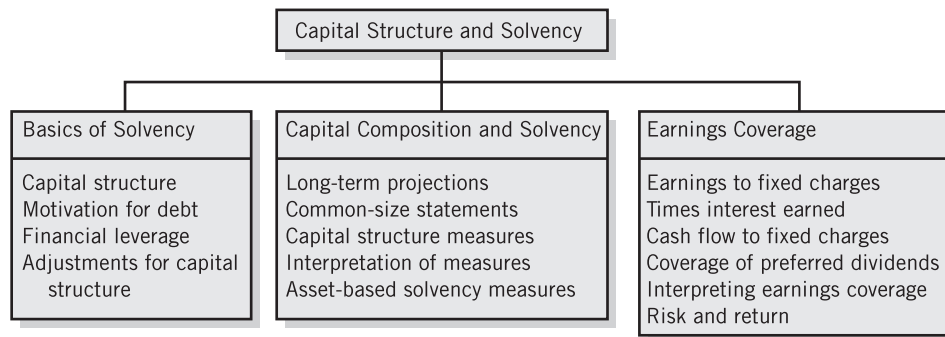 Capital Structure and Solvency
Basics of Solvency
Capital structure
Motivation for debt
Financial leverage
Adjustments for capital
structure
Capital Composition and Solvency
Long-term projections
Common-size statements
Capital structure measures
Interpretation of measures
Asset-based solvency measures
Earnings Coverage
Earnings to fixed charges
Times interest earned
Cash flow to fixed charges
Coverage of preferred dividends
Interpreting earnings coverage
Risk and return